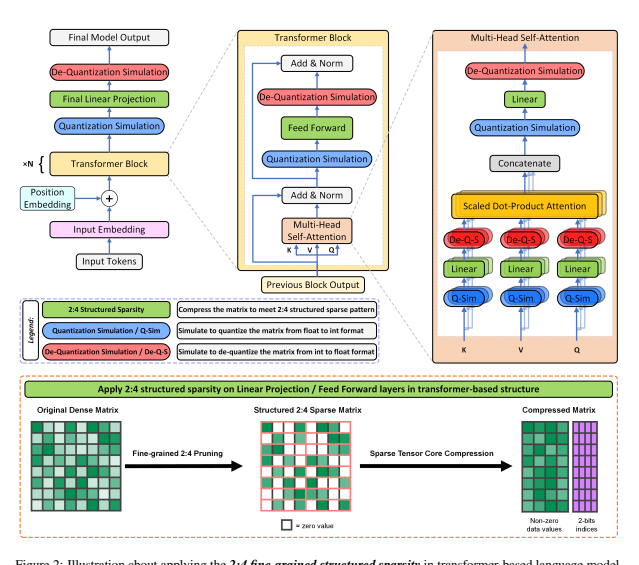 Final Model Output
De-Quantization Simulation
Final Linear Projection
Quantization Simulation
×N {
Transformer Block
Position
Embedding
+
Input Embedding
Input Tokens
Transformer Block
Add & Norm
De-Quantization Simulation
Feed Forward
Quantization Simulation
Add & Norm
Multi-Head
Self-Attention
K V Q
Previous Block Output
Multi-Head Self-Attention
De-Quantization Simulation
Linear
Quantization Simulation
Concatenate
Scaled Dot-Product Attention
De-Q-S De-Q-S De-Q-S
Linear Linear Linear
Q-Sim Q-Sim Q-Sim
K V Q
Legend:
2:4 Structured Sparsity Compress the matrix to meet 2:4 structured sparse pattern
Quantization Simulation / Q-Sim Simulate to quantize the matrix from float to int format
De-Quantization Simulation / De-Q-S Simulate to de-quantize the matrix from int to float format
Apply 2:4 structured sparsity on Linear Projection / Feed Forward layers in transformer-based structure
Original Dense Matrix
Fine-grained 2:4 Pruning
Structured 2:4 Sparse Matrix
= zero value
Sparse Tensor Core Compression
Compressed Matrix
Non-zero
data values
2-bits
indices
Figure 2: Illustration about applying the 2:4 fine-grained structured sparsity in transformer-based language model